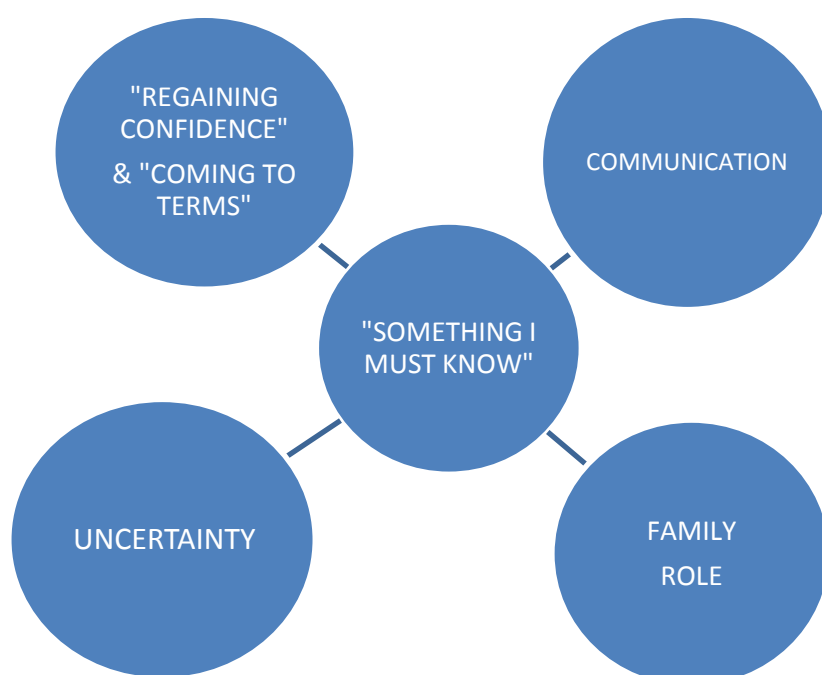 "REGAINING
CONFIDENCE"
& "COMING TO
TERMS"
COMMUNICATION
"SOMETHING I
MUST KNOW"
UNCERTAINTY
FAMILY
ROLE